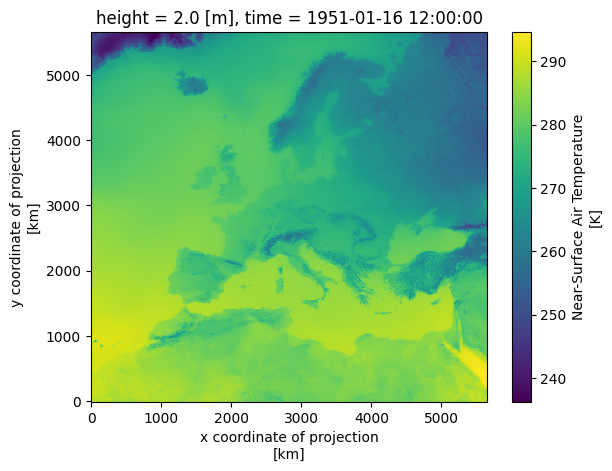 height = 2.0 [m], time = 1951-01-16 12:00:00
5000
4000
3000
2000
1000
0
y coordinate of projection
[km]
0
1000
2000
3000
4000
5000
x coordinate of projection
[km]
290
280
270
260
250
240
Near-Surface Air Temperature
[K]